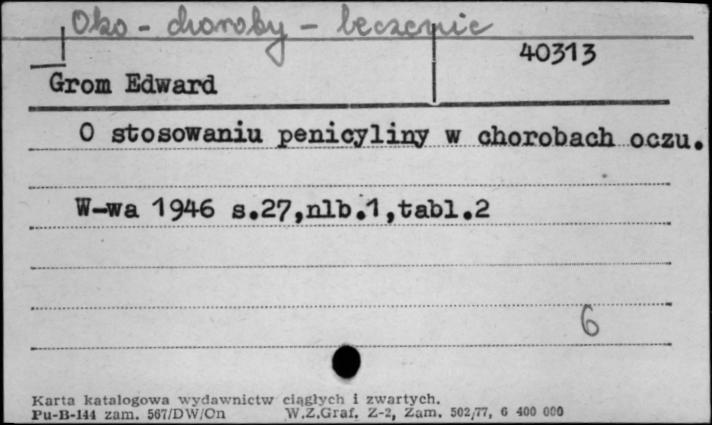 Oko - choroby - leczenie
40313
Grom Edward
O stosowaniu penicyliny w chorobach oczu.
W-wa 1946 s.27,nlb.1,tabl.2
6
Karta katalogowa wydawnictw ciągłych i zwartych.
Pu-B-144 zam. 567/DW/On W.Z.Graf. Z-2, Zam. 502/77, 6 400 000